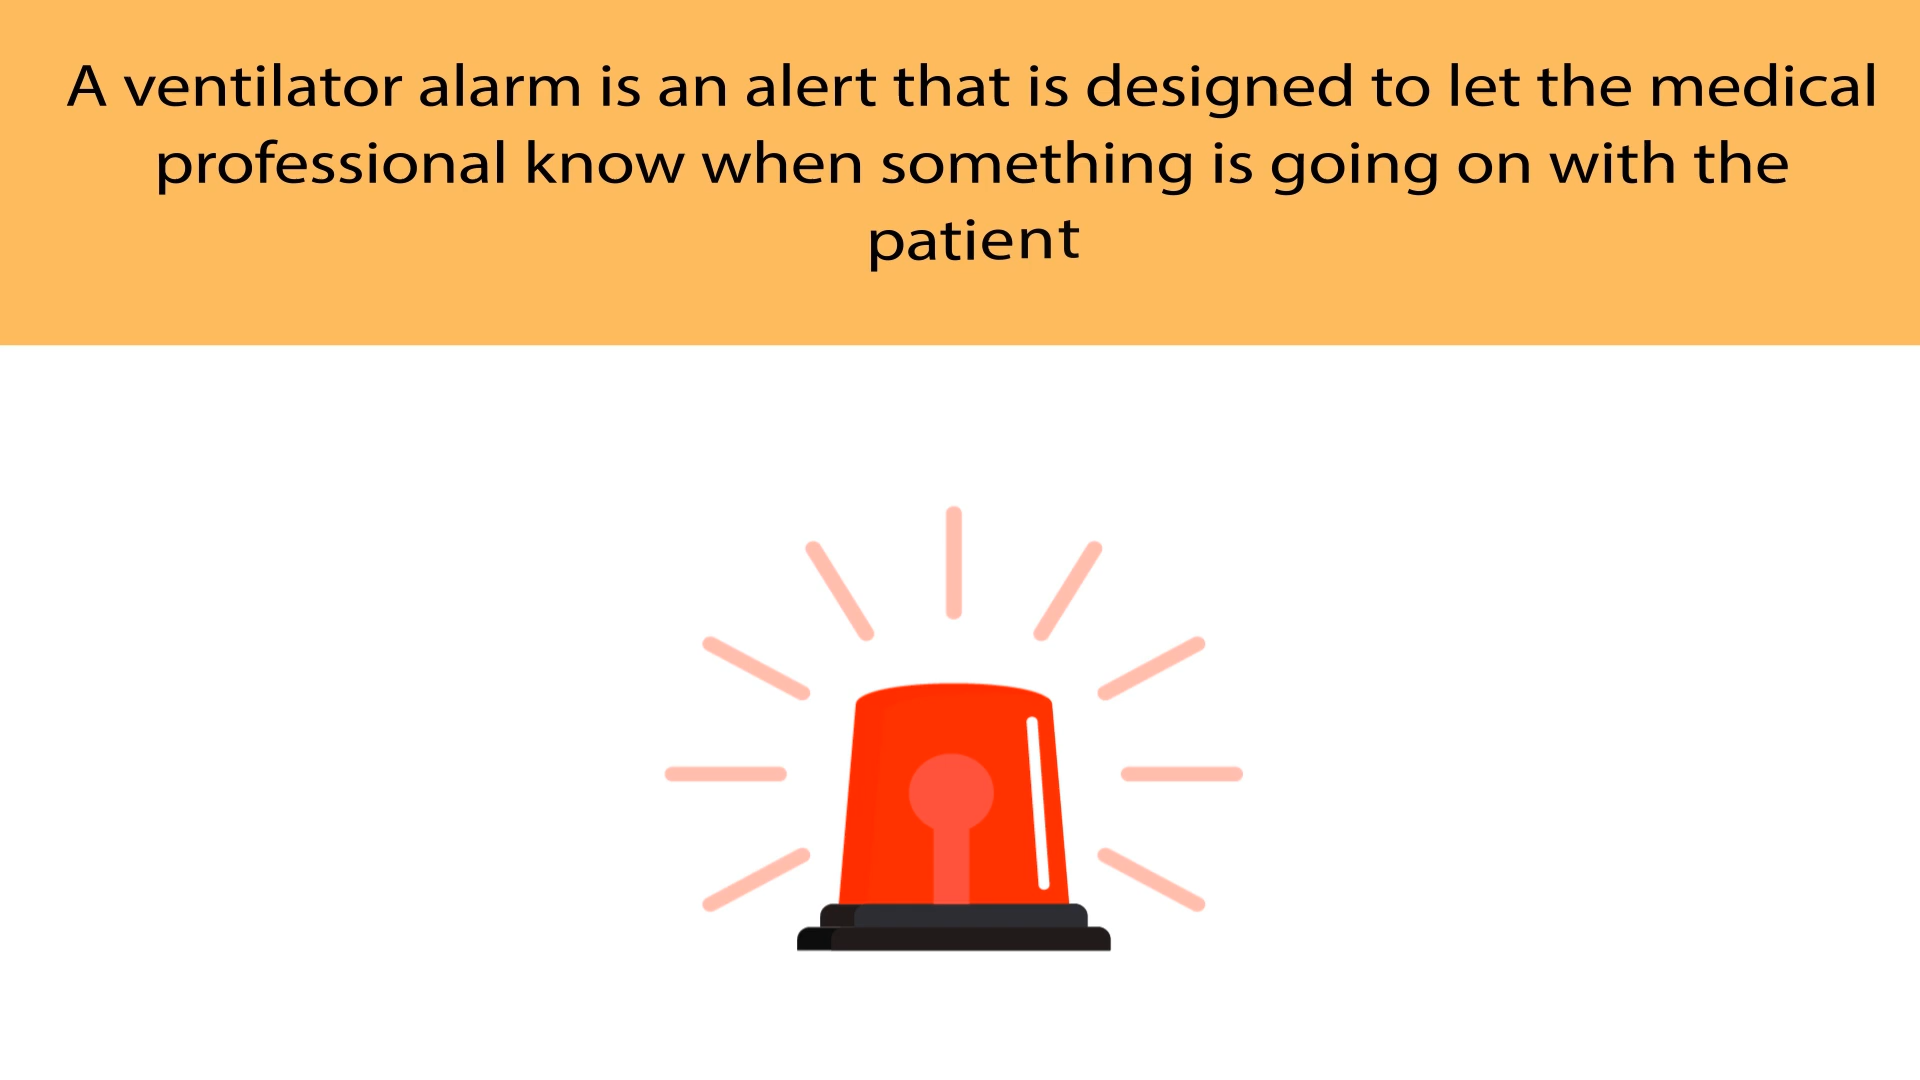 A ventilator alarm is an alert that is designed to let the medical
professional know when something is going on with the
patient